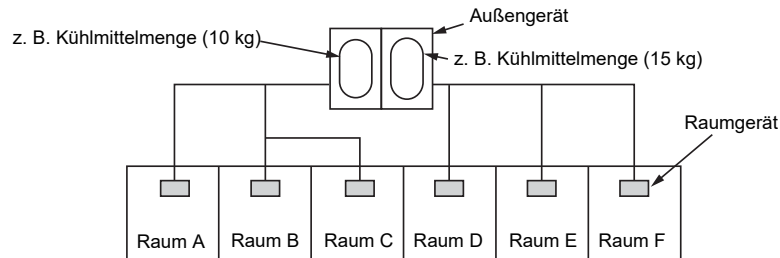 Außengerät
z. B. Kühlmittelmenge (10 kg)
z. B. Kühlmittelmenge (15 kg)
Raumgerät
Raum A
Raum B
Raum C
Raum D
Raum E
Raum F